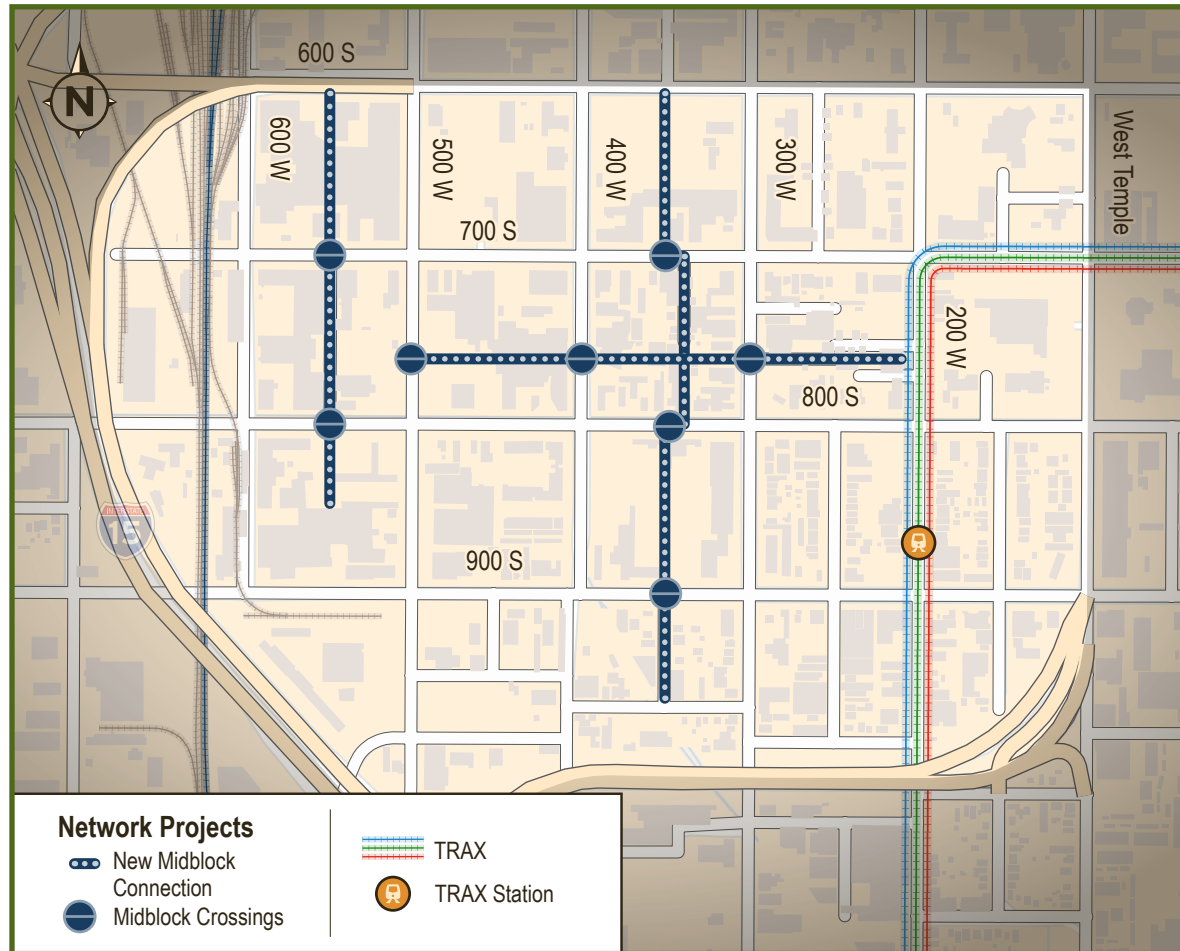 600 S
N
600 W
500 W
400 W
300 W
West Temple
700 S
200 W
800 S
INTERSTATE
15
900 S
Network Projects
New Midblock
Connection
Midblock Crossings
TRAX
TRAX Station